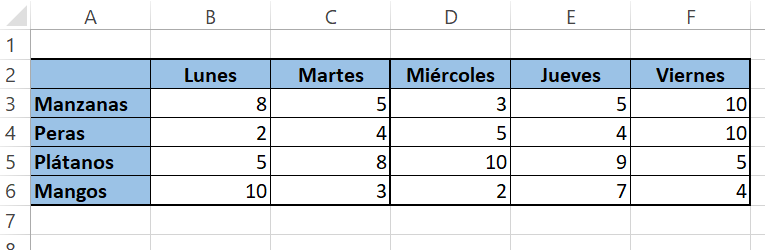 A B C D E F
1
2 Lunes Martes Miércoles Jueves Viernes
3 Manzanas 8 5 3 5 10
4 Peras 2 4 5 4 10
5 Plátanos 5 8 10 9 5
6 Mangos 10 3 2 7 4
7
8